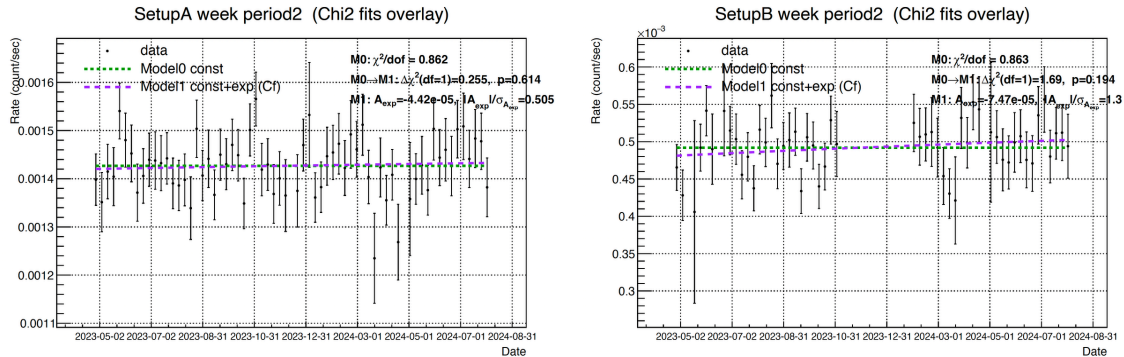 SetupA week period2 (Chi2 fits overlay)
Rate (count/sec)
data
Model0 const
Model1 const+exp (Cf)
M0: χ²/dof = 0.862
M0→M1: Δχ²(df=1)=0.255, p=0.614
M1: A_exp=-4.42e-05, |A_exp|/σ_A_exp=0.505
0.0016
0.0015
0.0014
0.0013
0.0012
0.0011
2023-05-02 2023-07-02 2023-08-31 2023-10-31 2023-12-31 2024-03-01 2024-05-01 2024-07-01 2024-08-31
Date
SetupB week period2 (Chi2 fits overlay)
×10⁻³
Rate (count/sec)
data
Model0 const
Model1 const+exp (Cf)
M0: χ²/dof = 0.863
M0→M1: Δχ²(df=1)=1.69, p=0.194
M1: A_exp=-7.47e-05, |A_exp|/σ_A_exp=1.3
0.6
0.55
0.5
0.45
0.4
0.35
0.3
2023-05-02 2023-07-02 2023-08-31 2023-10-31 2023-12-31 2024-03-01 2024-05-01 2024-07-01 2024-08-31
Date